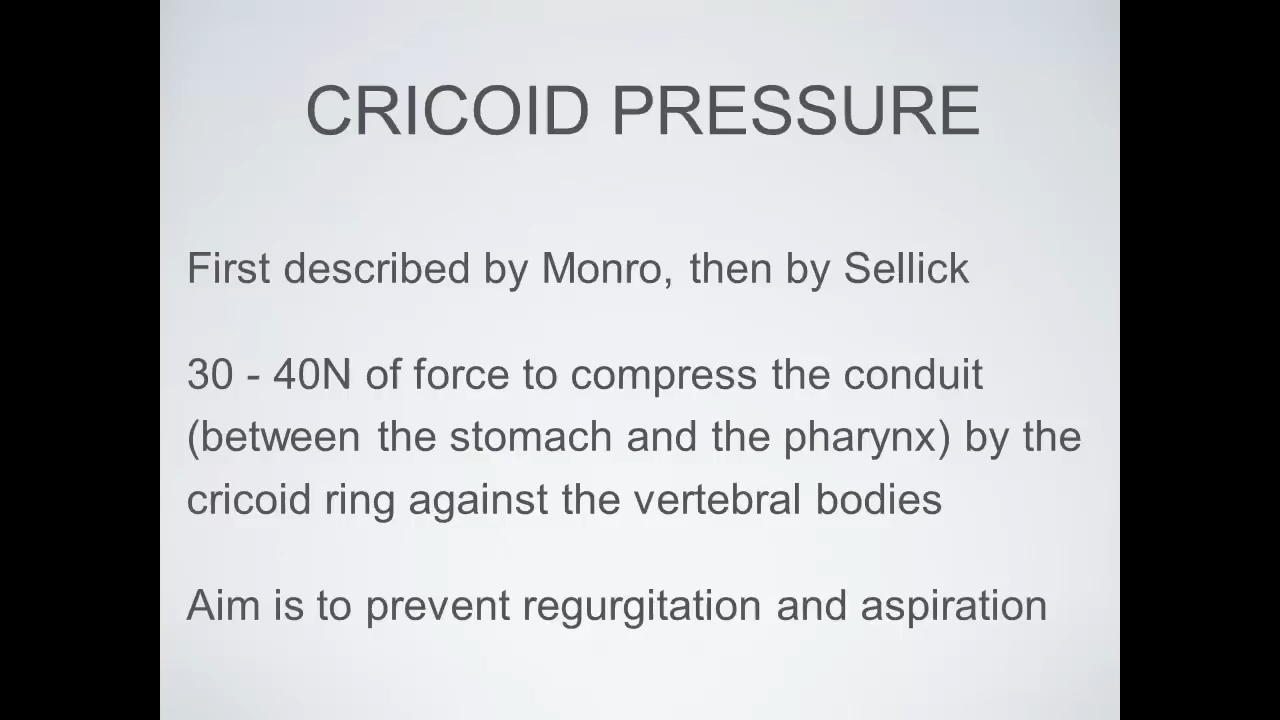 CRICOID PRESSURE
First described by Monro, then by Sellick
30 - 40N of force to compress the conduit
(between the stomach and the pharynx) by the
cricoid ring against the vertebral bodies
Aim is to prevent regurgitation and aspiration